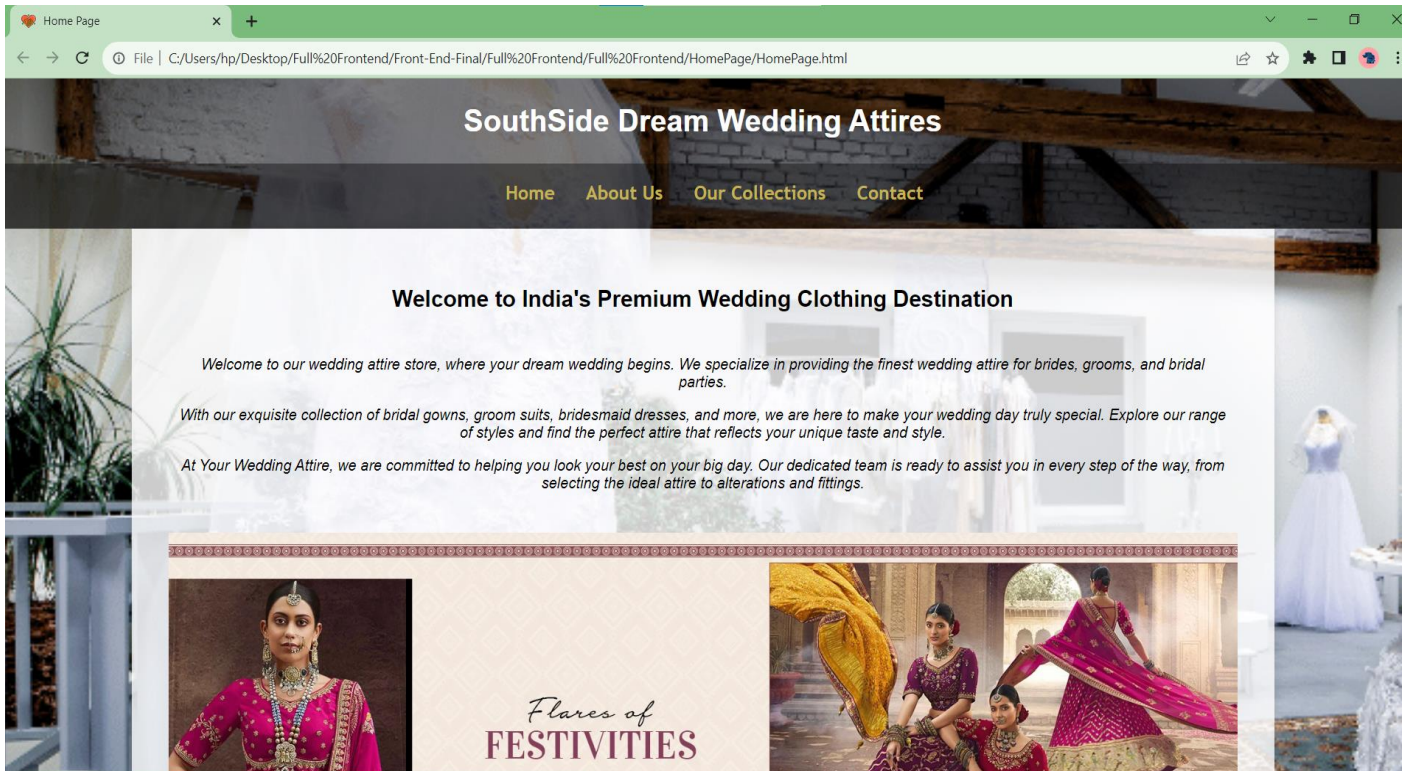 Home Page
File | C:/Users/hp/Desktop/Full%20Frontend/Front-End-Final/Full%20Frontend/Full%20Frontend/HomePage/HomePage.html
SouthSide Dream Wedding Attires
Home About Us Our Collections Contact
Welcome to India's Premium Wedding Clothing Destination
Welcome to our wedding attire store, where your dream wedding begins. We specialize in providing the finest wedding attire for brides, grooms, and bridal
parties.
With our exquisite collection of bridal gowns, groom suits, bridesmaid dresses, and more, we are here to make your wedding day truly special. Explore our range
of styles and find the perfect attire that reflects your unique taste and style.
At Your Wedding Attire, we are committed to helping you look your best on your big day. Our dedicated team is ready to assist you in every step of the way, from
selecting the ideal attire to alterations and fittings.
Flares of
FESTIVITIES